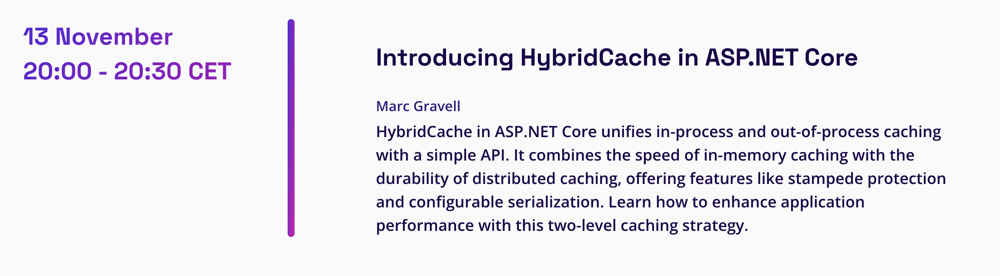 13 November
20:00 - 20:30 CET
Introducing HybridCache in ASP.NET Core
Marc Gravell
HybridCache in ASP.NET Core unifies in-process and out-of-process caching
with a simple API. It combines the speed of in-memory caching with the
durability of distributed caching, offering features like stampede protection
and configurable serialization. Learn how to enhance application
performance with this two-level caching strategy.